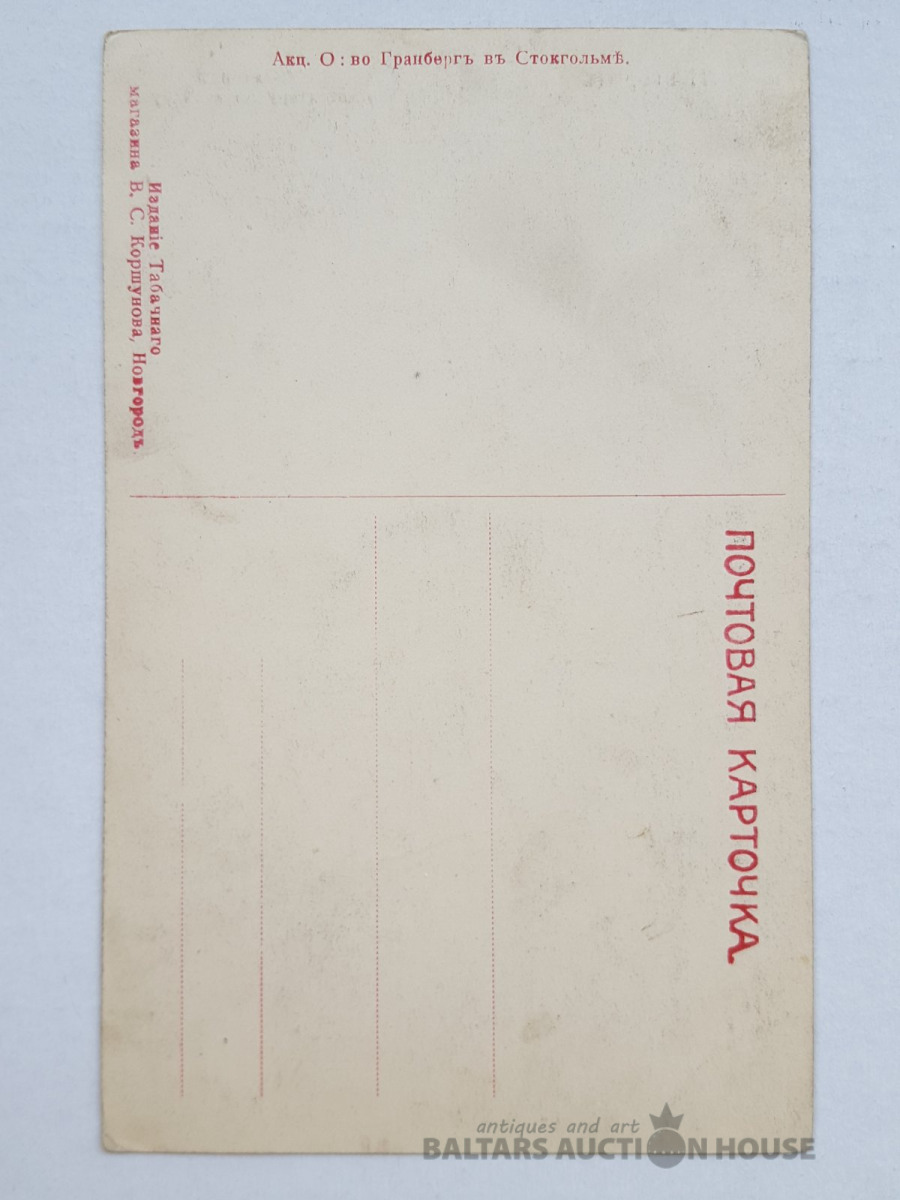 Акц. О: во Гранбергъ въ Стокгольмѣ.
Изданіе Табачнаго
магазина В. С. Коршунова, Новгородъ.
ПОЧТОВАЯ КАРТОЧКА.
antiques and art
BALTARS AUCTION HOUSE